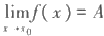 lim f(x) = A
x→x₀